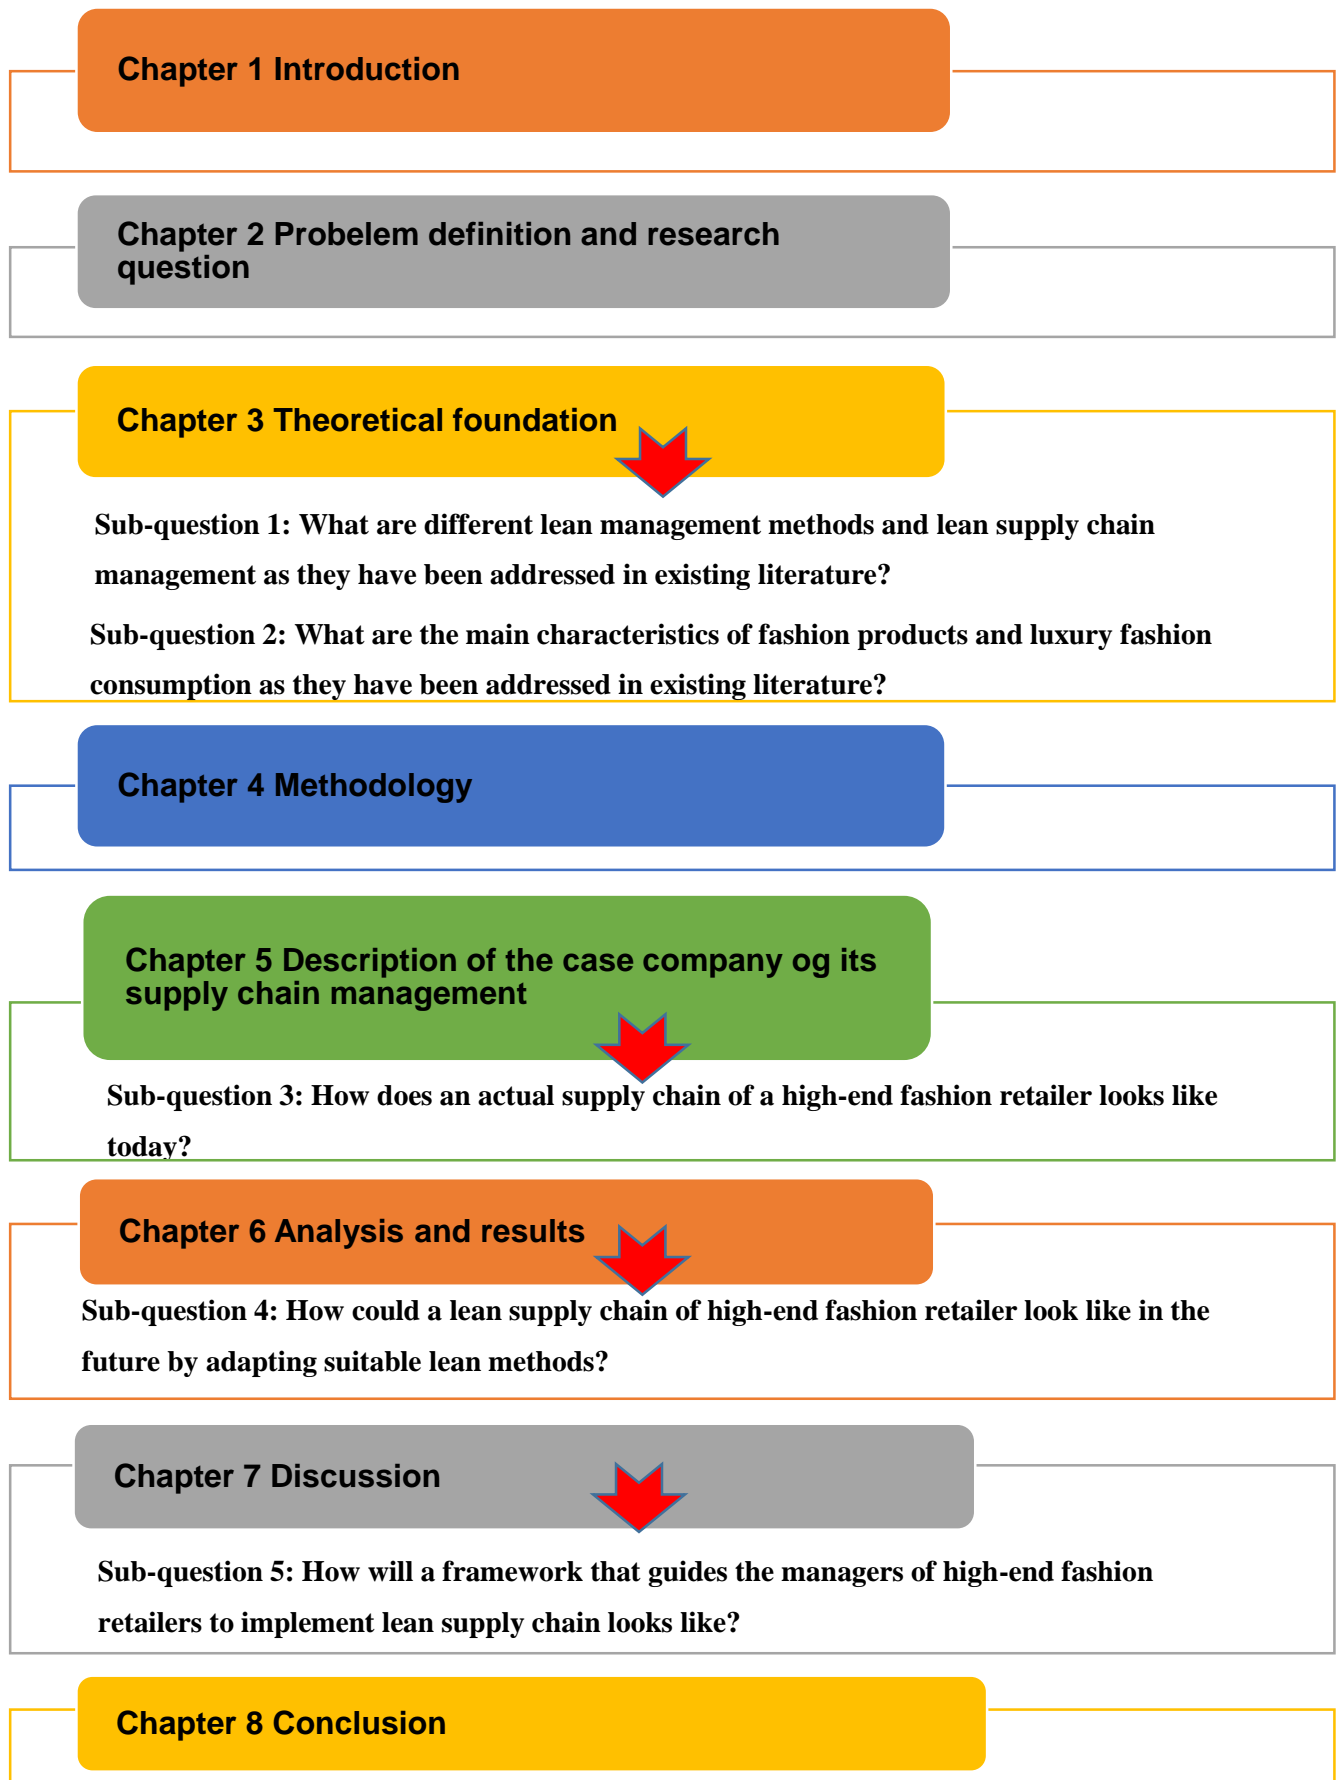 Chapter 1 Introduction
Chapter 2 Probelem definition and research
question
Chapter 3 Theoretical foundation
Sub-question 1: What are different lean management methods and lean supply chain
management as they have been addressed in existing literature?
Sub-question 2: What are the main characteristics of fashion products and luxury fashion
consumption as they have been addressed in existing literature?
Chapter 4 Methodology
Chapter 5 Description of the case company og its
supply chain management
Sub-question 3: How does an actual supply chain of a high-end fashion retailer looks like
today?
Chapter 6 Analysis and results
Sub-question 4: How could a lean supply chain of high-end fashion retailer look like in the
future by adapting suitable lean methods?
Chapter 7 Discussion
Sub-question 5: How will a framework that guides the managers of high-end fashion
retailers to implement lean supply chain looks like?
Chapter 8 Conclusion